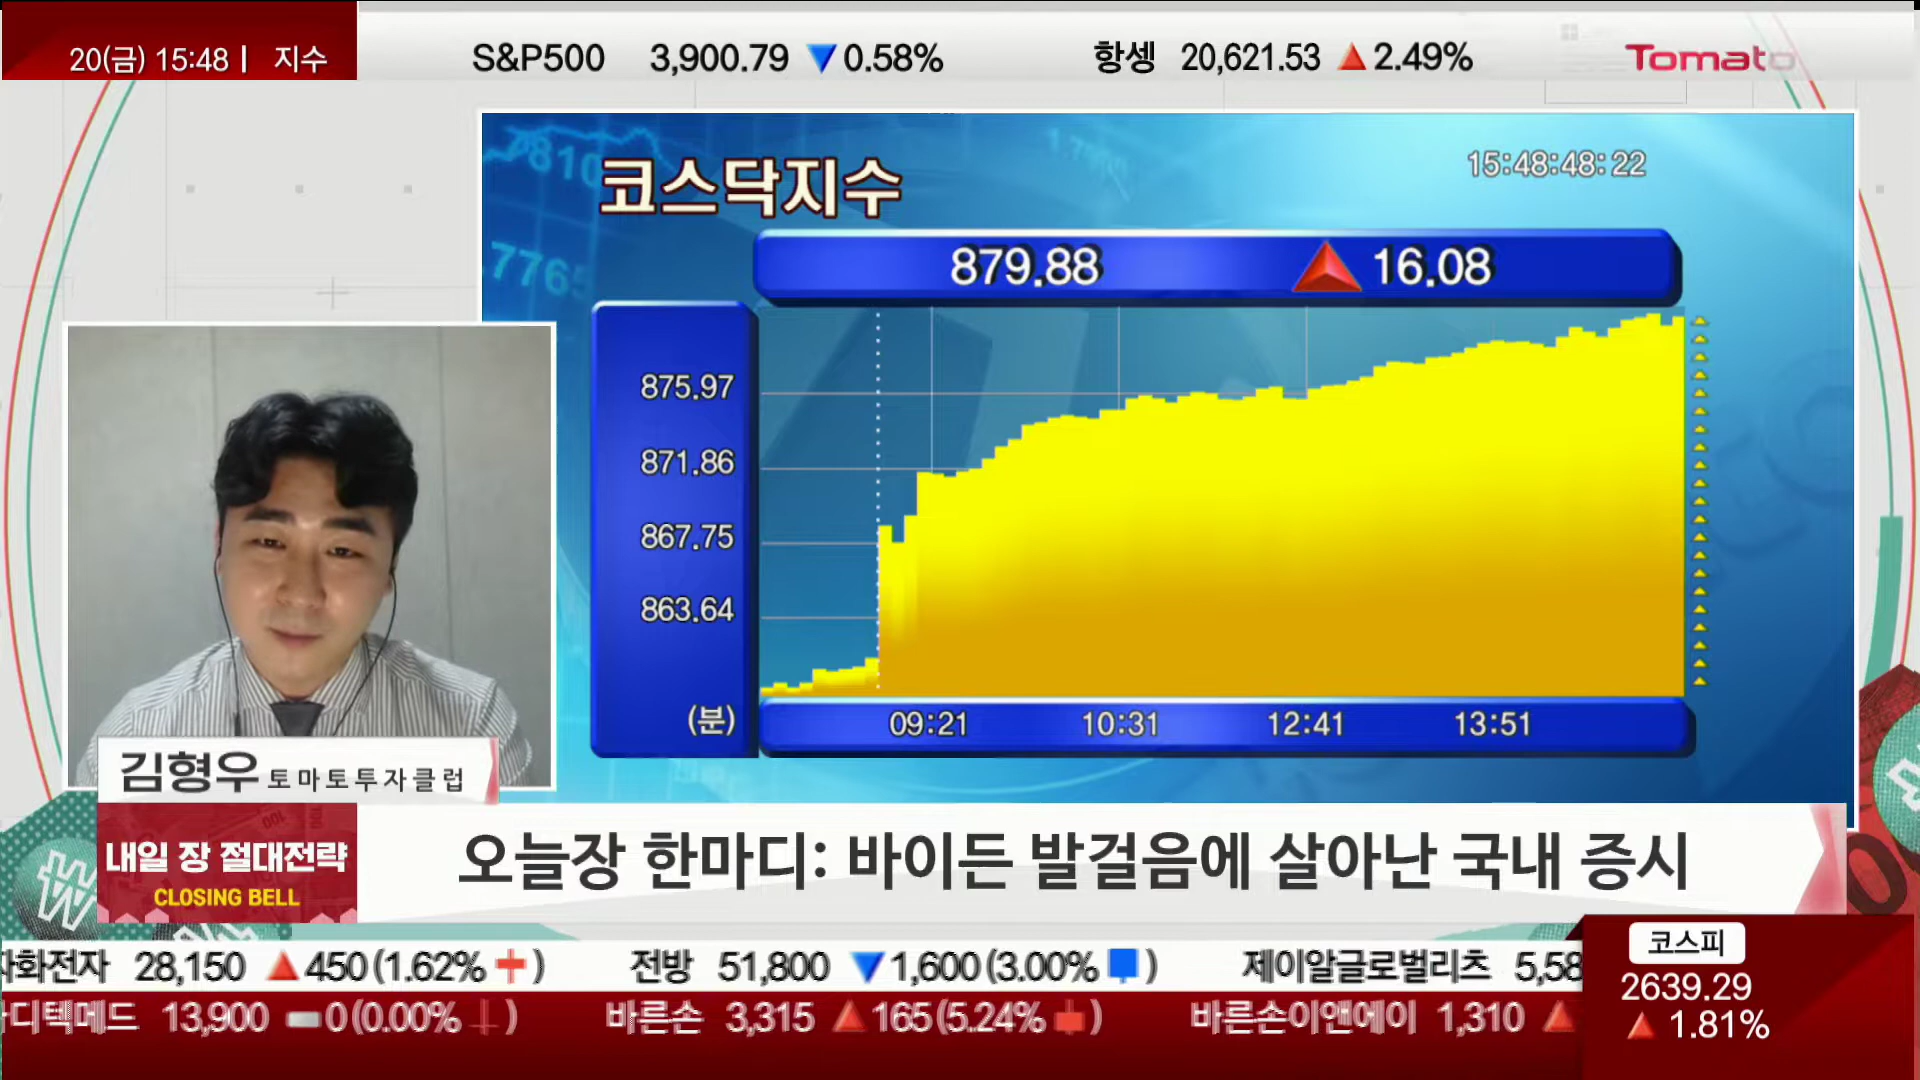 20(금) 15:48 | 지수
S&P500 3,900.79 ▼ 0.58%
항셍 20,621.53 ▲ 2.49%
Tomato
코스닥지수
15:48:48:22
879.88 ▲ 16.08
875.97
871.86
867.75
863.64
(분) 09:21 10:31 12:41 13:51
김형우 토마토투자클럽
내일 장 절대전략
CLOSING BELL
오늘장 한마디: 바이든 발걸음에 살아난 국내 증시
자화전자 28,150 ▲ 450 (1.62% ) 전방 51,800 ▼ 1,600 (3.00% ) 제이알글로벌리츠 5,58
디텍메드 13,900 0 (0.00% ) 바른손 3,315 ▲ 165 (5.24% ) 바른손이앤에이 1,310 ▲
코스피
2639.29
▲ 1.81%